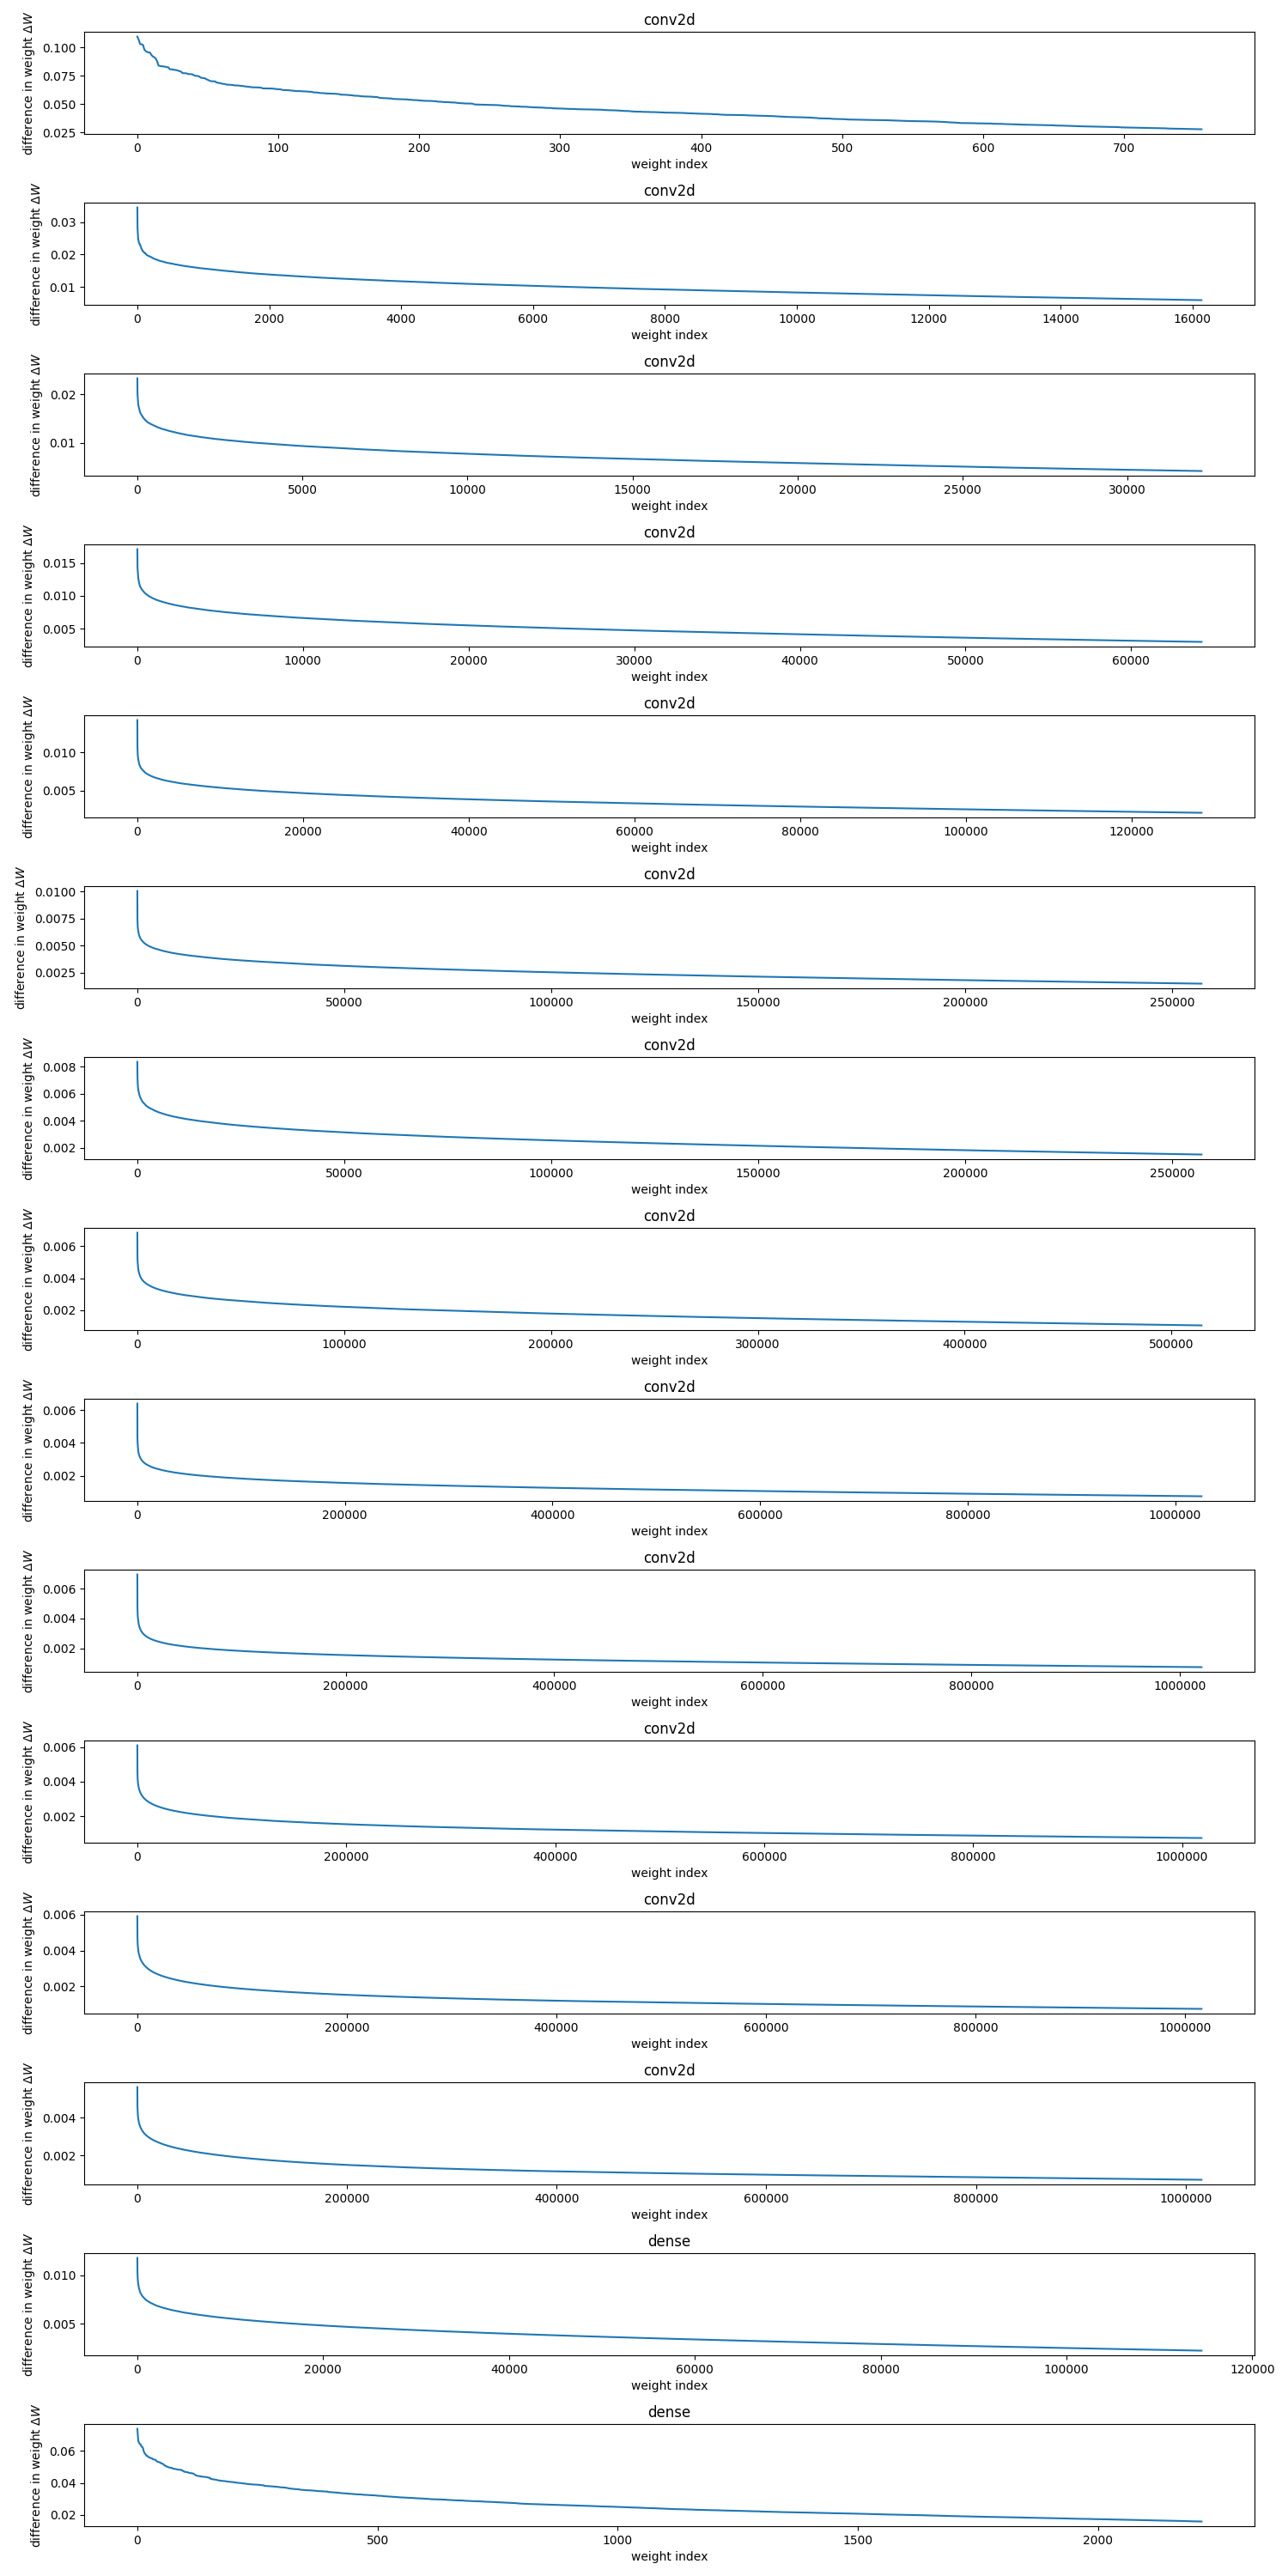 conv2d
difference in weight ΔW
0.100
0.075
0.050
0.025
0 100 200 300 400 500 600 700
weight index
conv2d
difference in weight ΔW
0.03
0.02
0.01
0 2000 4000 6000 8000 10000 12000 14000 16000
weight index
conv2d
difference in weight ΔW
0.02
0.01
0 5000 10000 15000 20000 25000 30000
weight index
conv2d
difference in weight ΔW
0.015
0.010
0.005
0 10000 20000 30000 40000 50000 60000
weight index
conv2d
difference in weight ΔW
0.010
0.005
0 20000 40000 60000 80000 100000 120000
weight index
conv2d
difference in weight ΔW
0.0100
0.0075
0.0050
0.0025
0 50000 100000 150000 200000 250000
weight index
conv2d
difference in weight ΔW
0.008
0.006
0.004
0.002
0 50000 100000 150000 200000 250000
weight index
conv2d
difference in weight ΔW
0.006
0.004
0.002
0 100000 200000 300000 400000 500000
weight index
conv2d
difference in weight ΔW
0.006
0.004
0.002
0 200000 400000 600000 800000 1000000
weight index
conv2d
difference in weight ΔW
0.006
0.004
0.002
0 200000 400000 600000 800000 1000000
weight index
conv2d
difference in weight ΔW
0.006
0.004
0.002
0 200000 400000 600000 800000 1000000
weight index
conv2d
difference in weight ΔW
0.006
0.004
0.002
0 200000 400000 600000 800000 1000000
weight index
conv2d
difference in weight ΔW
0.004
0.002
0 200000 400000 600000 800000 1000000
weight index
dense
difference in weight ΔW
0.010
0.005
0 20000 40000 60000 80000 100000 120000
weight index
dense
difference in weight ΔW
0.06
0.04
0.02
0 500 1000 1500 2000
weight index